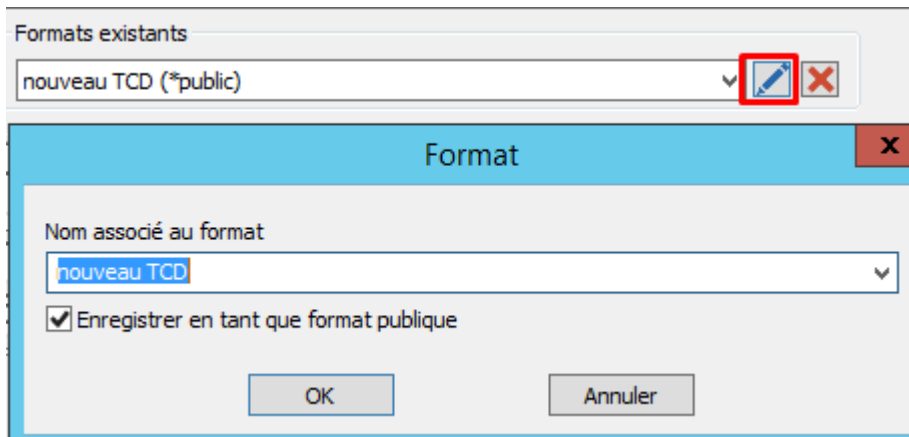 Formats existants
nouveau TCD (*public)
Format
x
Nom associé au format
nouveau TCD
Enregistrer en tant que format publique
OK
Annuler